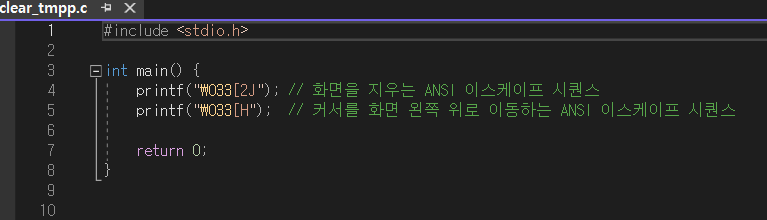 clear_tmpp.c
1 #include <stdio.h>
2
3 int main() {
4 printf("₩033[2J"); // 화면을 지우는 ANSI 이스케이프 시퀀스
5 printf("₩033[H"); // 커서를 화면 왼쪽 위로 이동하는 ANSI 이스케이프 시퀀스
6
7 return 0;
8 }
9
10